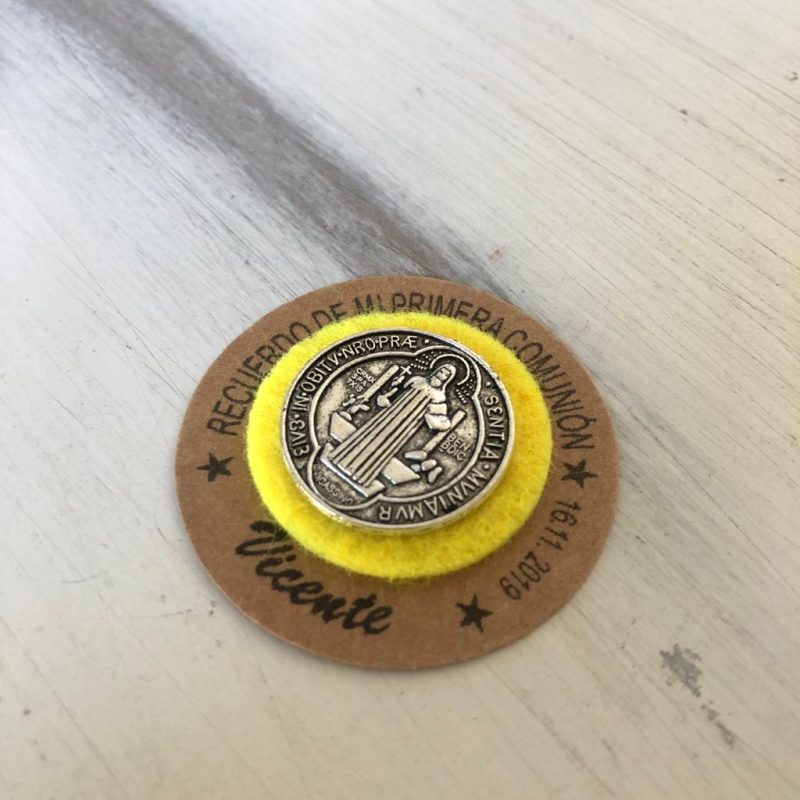 RECUERDO DE MI PRIMERA COMUNIÓN
16.11.2019
Vicente
EIVS·IN·OBITV·NRO·PRÆ
SENTIA·MVNIAMVR